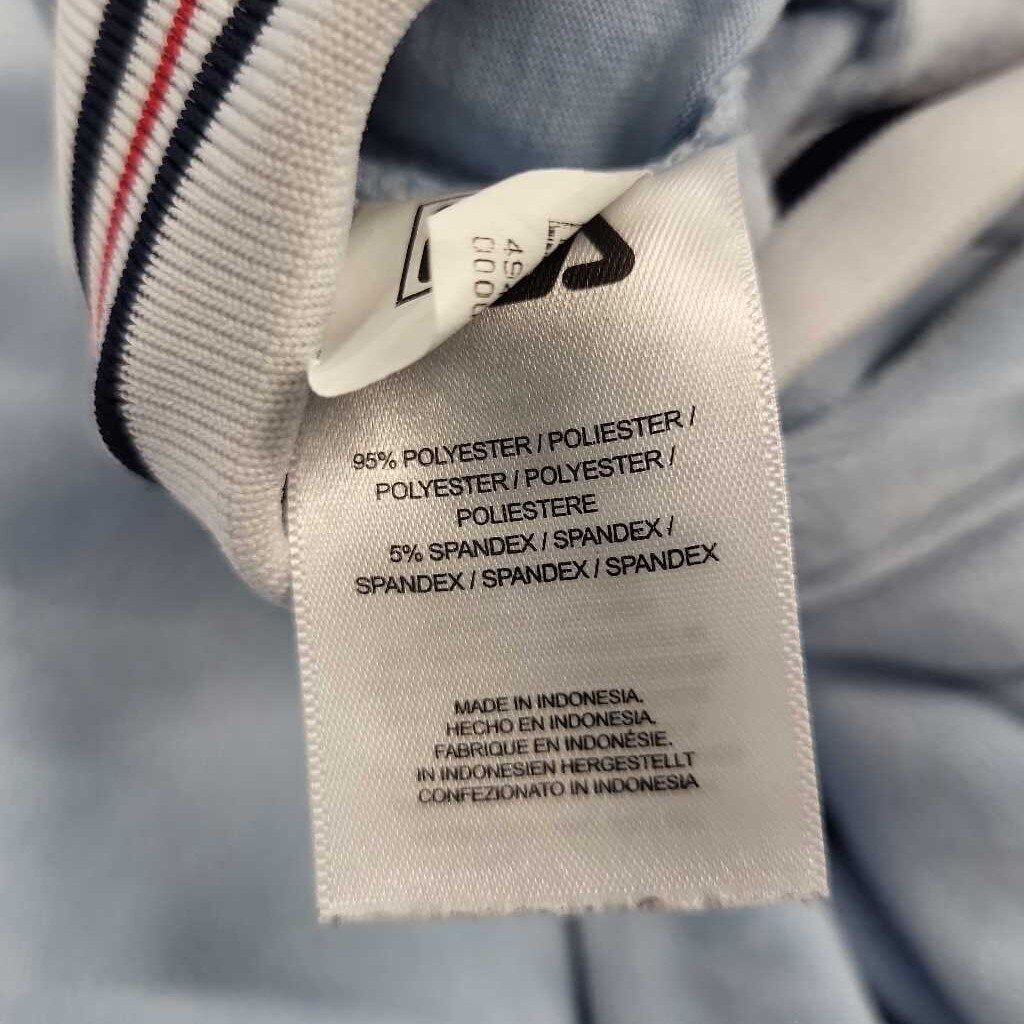 95% POLYESTER / POLIESTER /
POLYESTER / POLYESTER /
POLIESTERE
5% SPANDEX / SPANDEX /
SPANDEX / SPANDEX / SPANDEX
MADE IN INDONESIA.
HECHO EN INDONESIA.
FABRIQUE EN INDONÉSIE.
IN INDONESIEN HERGESTELLT
CONFEZIONATO IN INDONESIA